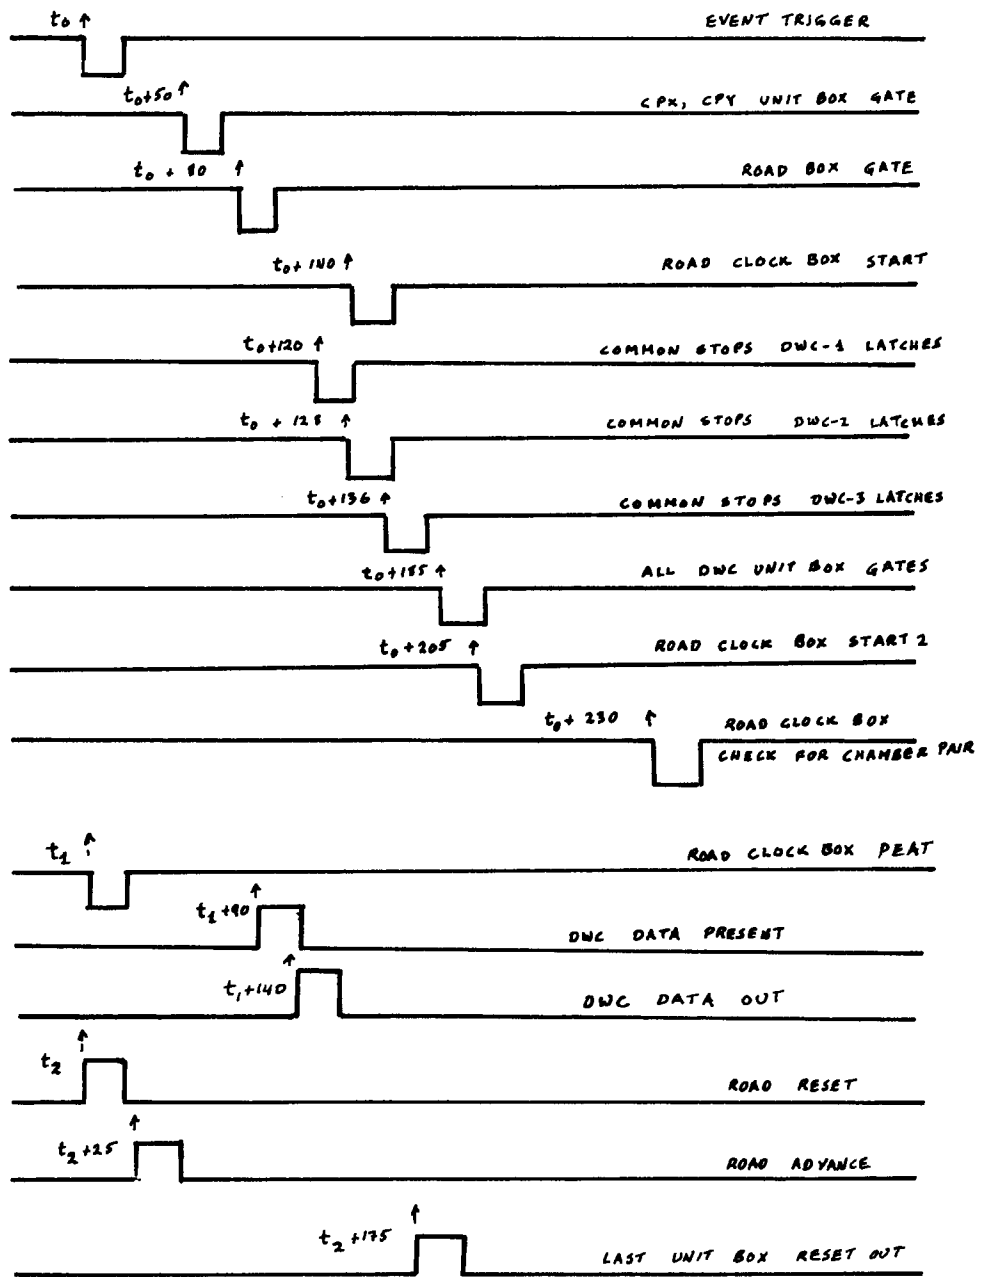 t0 EVENT TRIGGER
t0+50 CPX, CPY UNIT BOX GATE
t0 + 80 ROAD BOX GATE
t0+ 140 ROAD CLOCK BOX START
t0+120 COMMON STOPS DWC-1 LATCHES
t0 + 128 COMMON STOPS DWC-2 LATCHES
t0+136 COMMON STOPS DWC-3 LATCHES
t0+185 ALL DWC UNIT BOX GATES
t0+205 ROAD CLOCK BOX START 2
t0+ 230 ROAD CLOCK BOX
CHECK FOR CHAMBER PAIR
t1 ROAD CLOCK BOX PEAT
t1+90 DWC DATA PRESENT
t1+140 DWC DATA OUT
t2 ROAD RESET
t2+25 ROAD ADVANCE
t2+175 LAST UNIT BOX RESET OUT